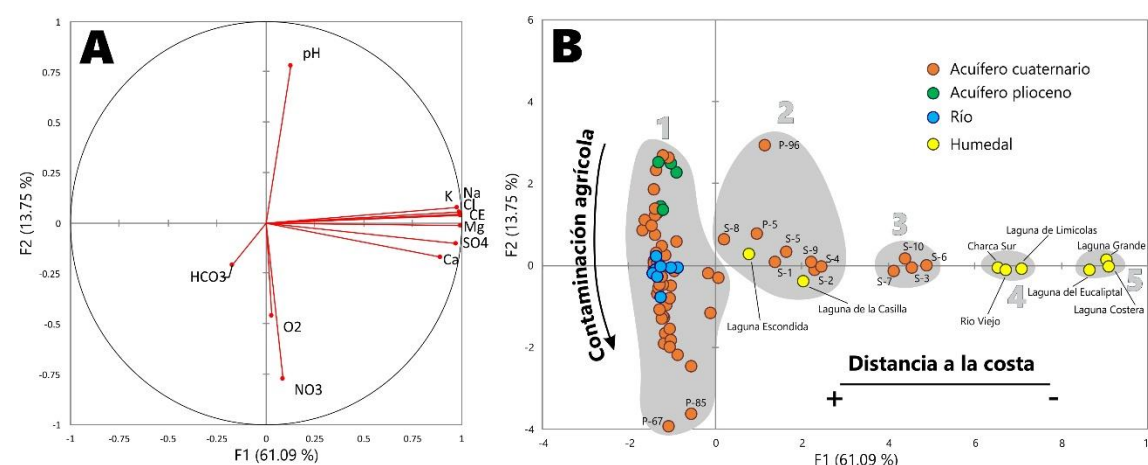 A
1
0.75
0.5
0.25
0
-0.25
-0.5
-0.75
-1
F2 (13.75 %)
pH
K
Na
Cl
CE
Mg
SO4
Ca
HCO3
O2
NO3
-1
-0.75
-0.5
-0.25
0
0.25
0.5
0.75
1
F1 (61.09 %)
B
6
4
2
0
-2
-4
F2 (13.75 %)
Acuífero cuaternario
Acuífero plioceno
Río
Humedal
1
2
3
4
5
Contaminación agrícola
P-96
S-8
P-5
S-5
S-9
S-4
S-1
S-2
Laguna Escondida
Laguna de la Casilla
S-10
S-6
S-7
S-3
Laguna de Limicolas
Charca Sur
Rio Viejo
Laguna Grande
Laguna del Eucaliptal
Laguna Costera
P-67
P-85
Distancia a la costa
+ -
-4
-2
0
2
4
6
8
10
F1 (61.09 %)